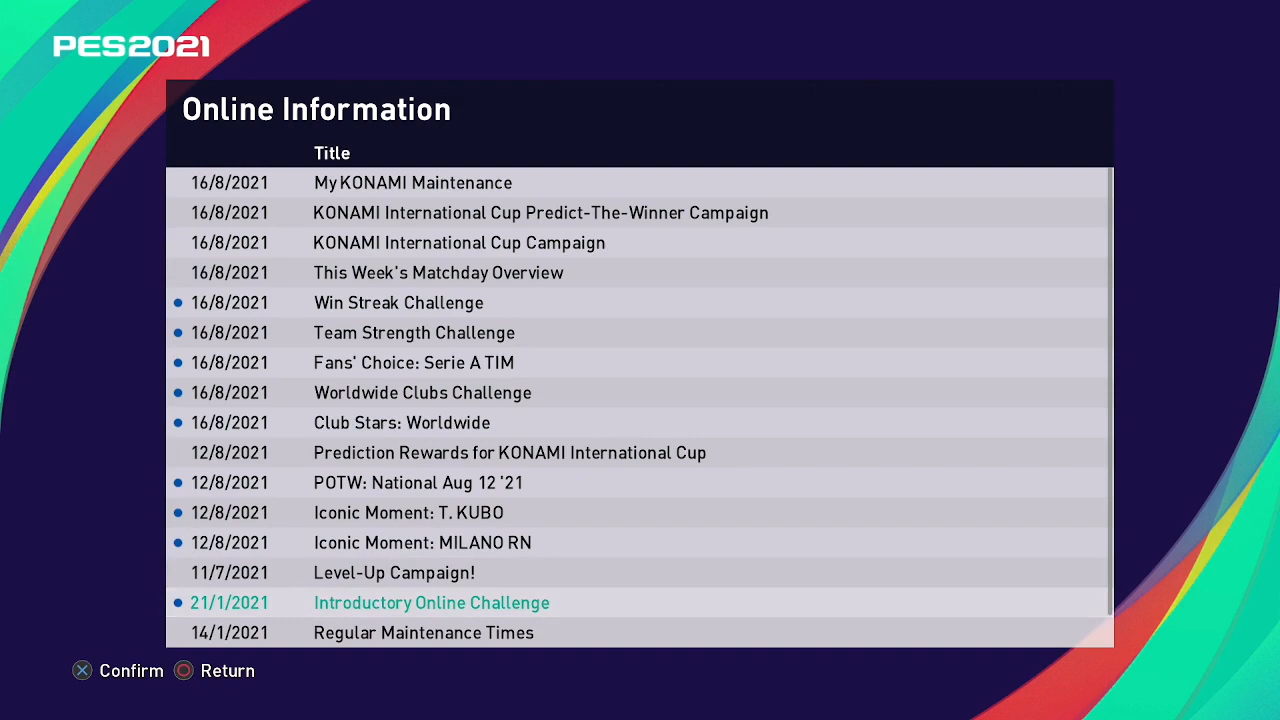 PES2021
Online Information
Title
16/8/2021 My KONAMI Maintenance
16/8/2021 KONAMI International Cup Predict-The-Winner Campaign
16/8/2021 KONAMI International Cup Campaign
16/8/2021 This Week's Matchday Overview
16/8/2021 Win Streak Challenge
16/8/2021 Team Strength Challenge
16/8/2021 Fans' Choice: Serie A TIM
16/8/2021 Worldwide Clubs Challenge
16/8/2021 Club Stars: Worldwide
12/8/2021 Prediction Rewards for KONAMI International Cup
12/8/2021 POTW: National Aug 12 '21
12/8/2021 Iconic Moment: T. KUBO
12/8/2021 Iconic Moment: MILANO RN
11/7/2021 Level-Up Campaign!
21/1/2021 Introductory Online Challenge
14/1/2021 Regular Maintenance Times
Confirm Return